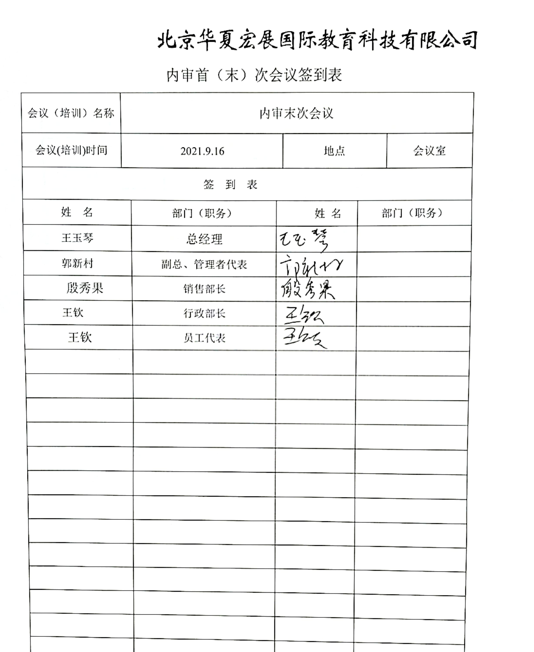 北京华夏宏展国际教育科技有限公司
内审首（末）次会议签到表
会议（培训）名称 内审末次会议
会议(培训)时间 2021.9.16 地点 会议室
签 到 表
姓 名 部门（职务） 姓 名 部门（职务）
王玉琴 总经理 王玉琴
郭新村 副总、管理者代表 郭新村
殷秀果 销售部长 殷秀果
王钦 行政部长 王钦
王钦 员工代表 王钦